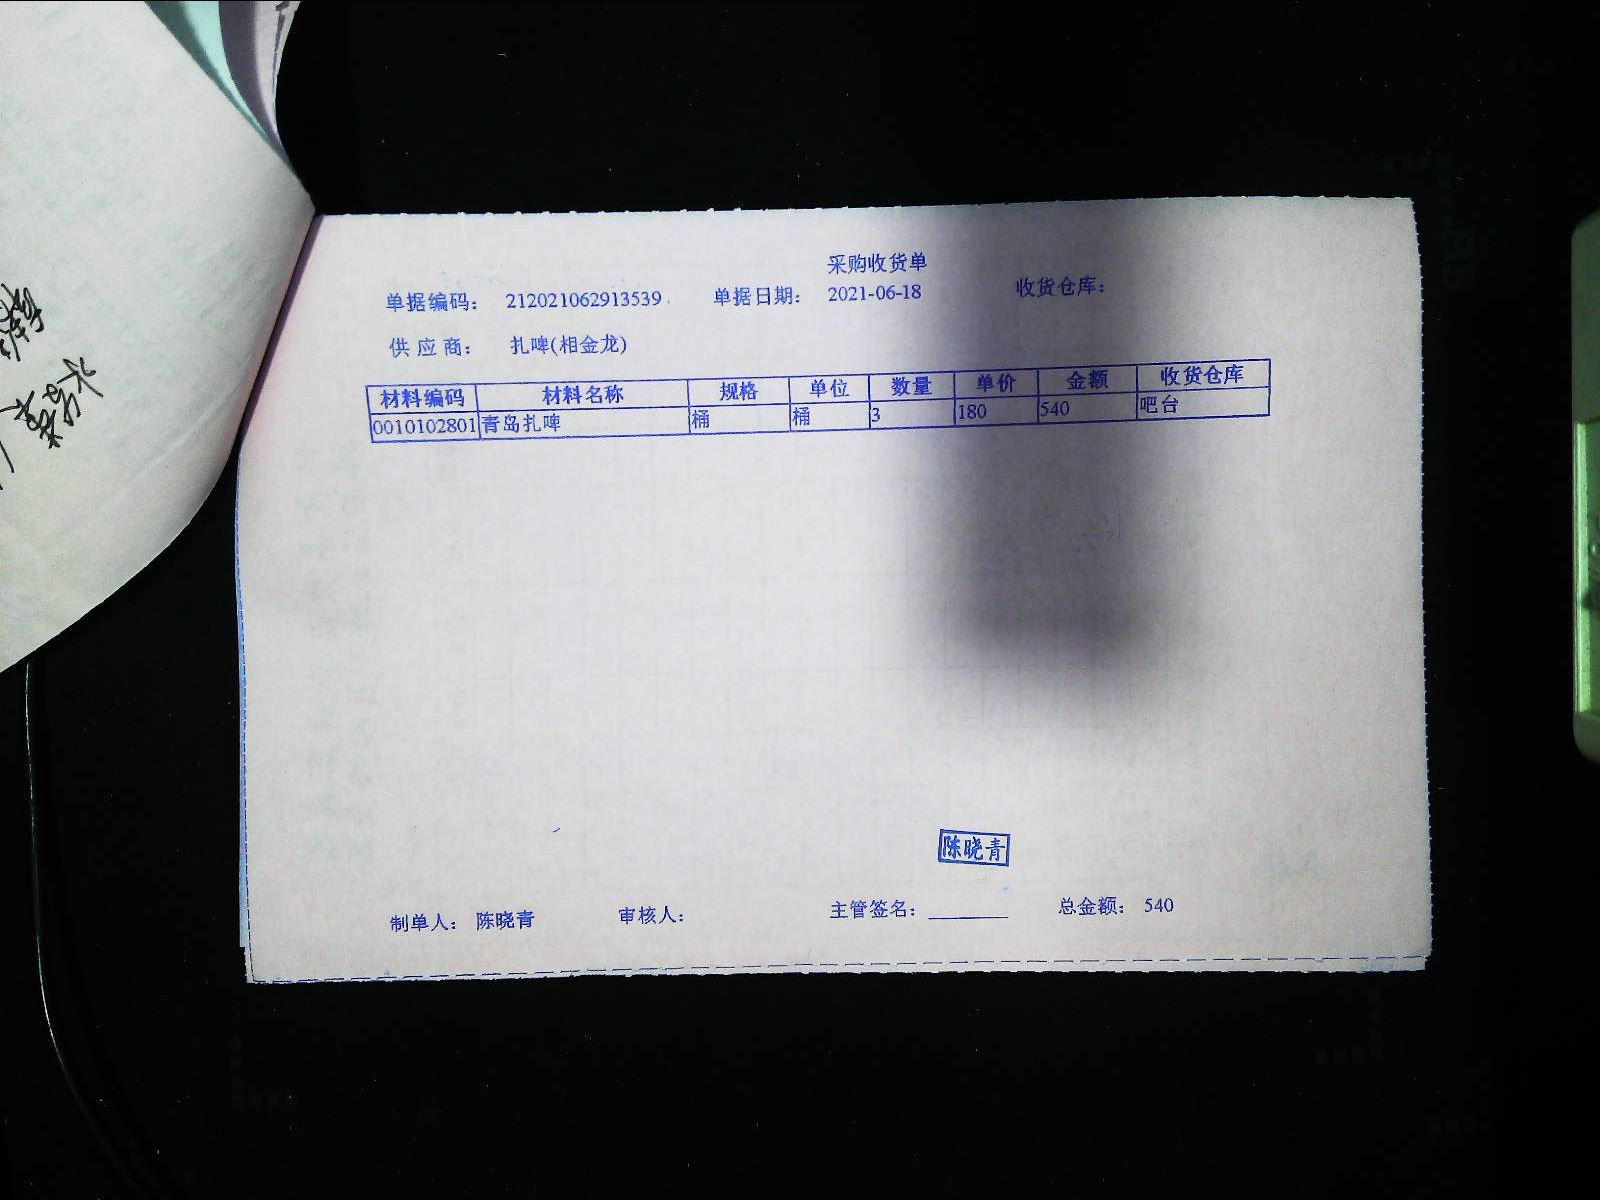 采购收货单
单据编码： 212021062913539 单据日期： 2021-06-18 收货仓库：
供 应 商： 扎啤(相金龙)
材料编码 材料名称 规格 单位 数量 单价 金额 收货仓库
0010102801 青岛扎啤 桶 桶 3 180 540 吧台
陈晓青
制单人： 陈晓青 审核人： 主管签名： 总金额： 540